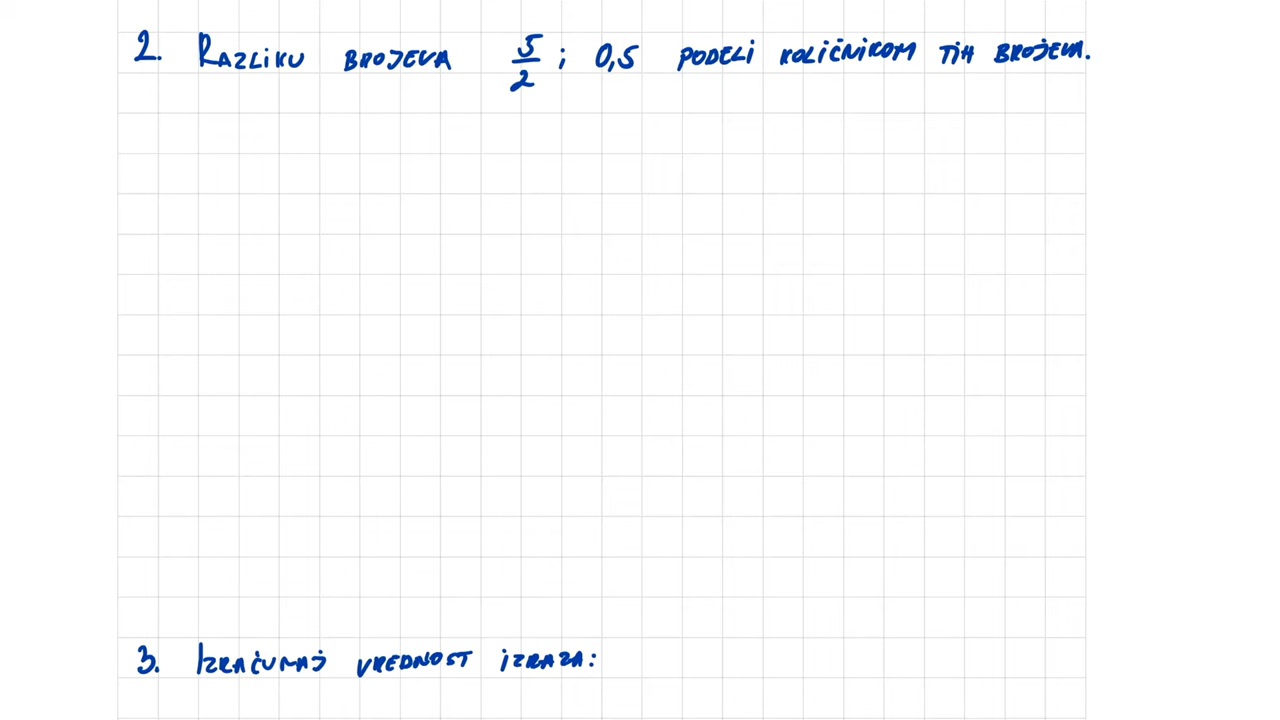 2. RAZLIKU BROJEVA 5/2 i 0,5 PODELI KOLIČNIKOM TIH BROJEVA.
3. IZRAČUNAJ VREDNOST IZRAZA: